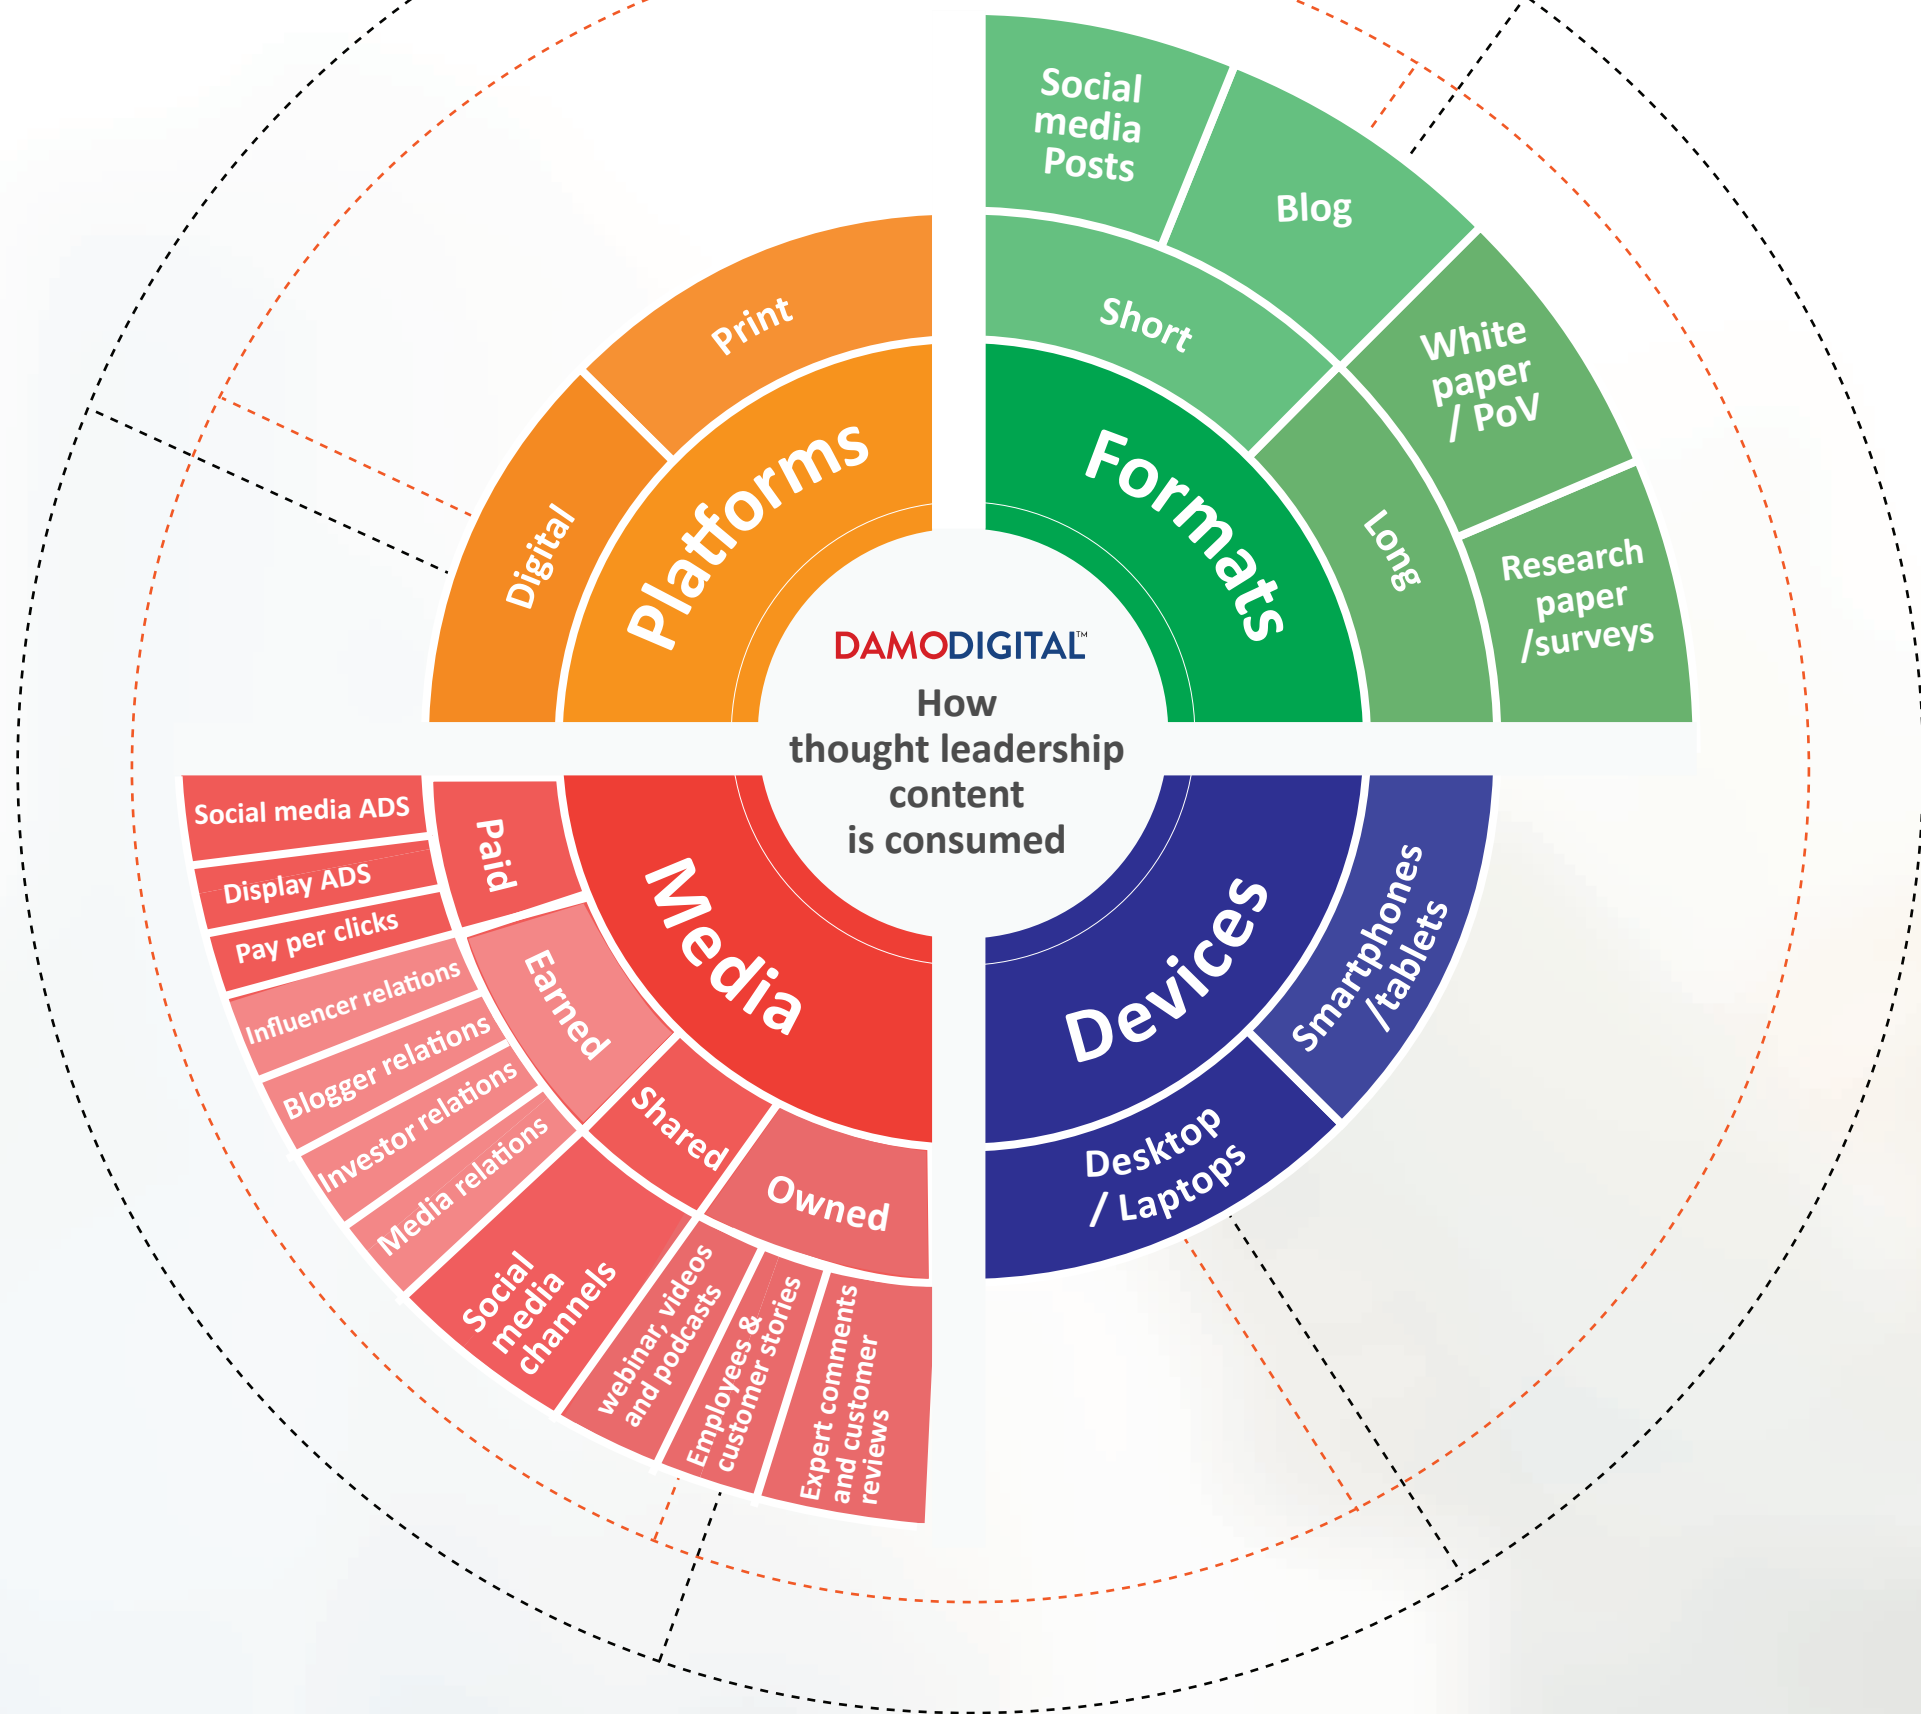 DAMODIGITAL™
How
thought leadership
content
is consumed
Platforms
Print
Digital
Formats
Short
Social
media
Posts
Blog
Long
White
paper
/ PoV
Research
paper
/surveys
Devices
Smartphones
/tablets
Desktop
/ Laptops
Media
Paid
Social media ADS
Display ADS
Pay per clicks
Earned
Influencer relations
Blogger relations
Investor relations
Media relations
Shared
Social
media
channels
Owned
webinar, videos
and podcasts
Employees &
customer stories
Expert comments
and customer
reviews